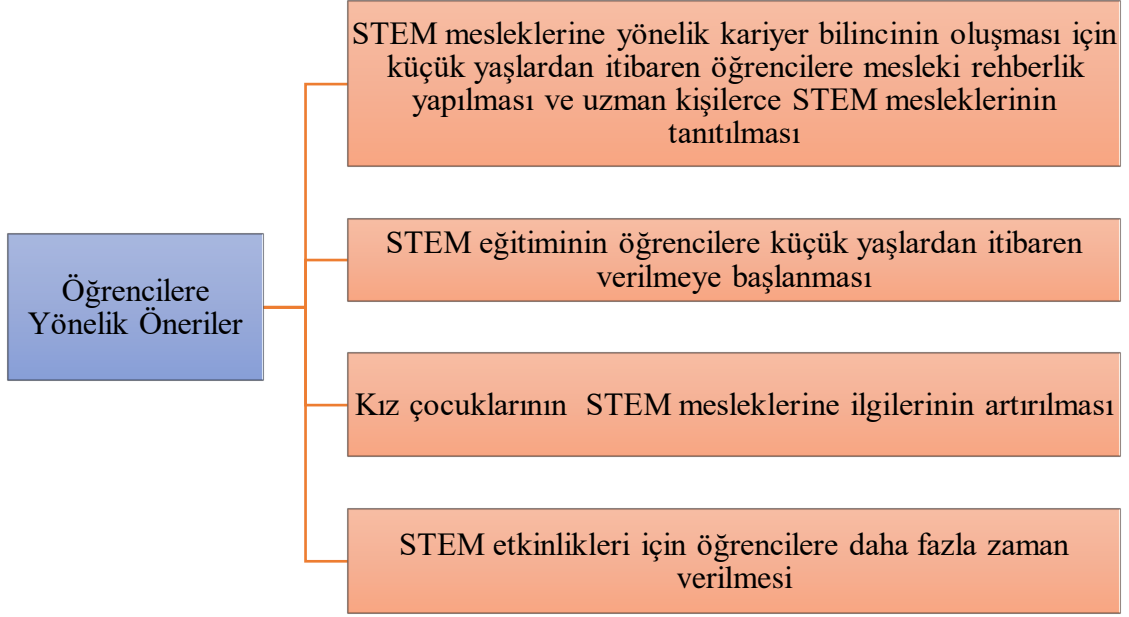 Öğrencilere
Yönelik Öneriler
STEM mesleklerine yönelik kariyer bilincinin oluşması için
küçük yaşlardan itibaren öğrencilere mesleki rehberlik
yapılması ve uzman kişilerce STEM mesleklerinin
tanıtılması
STEM eğitiminin öğrencilere küçük yaşlardan itibaren
verilmeye başlanması
Kız çocuklarının  STEM mesleklerine ilgilerinin artırılması
STEM etkinlikleri için öğrencilere daha fazla zaman
verilmesi